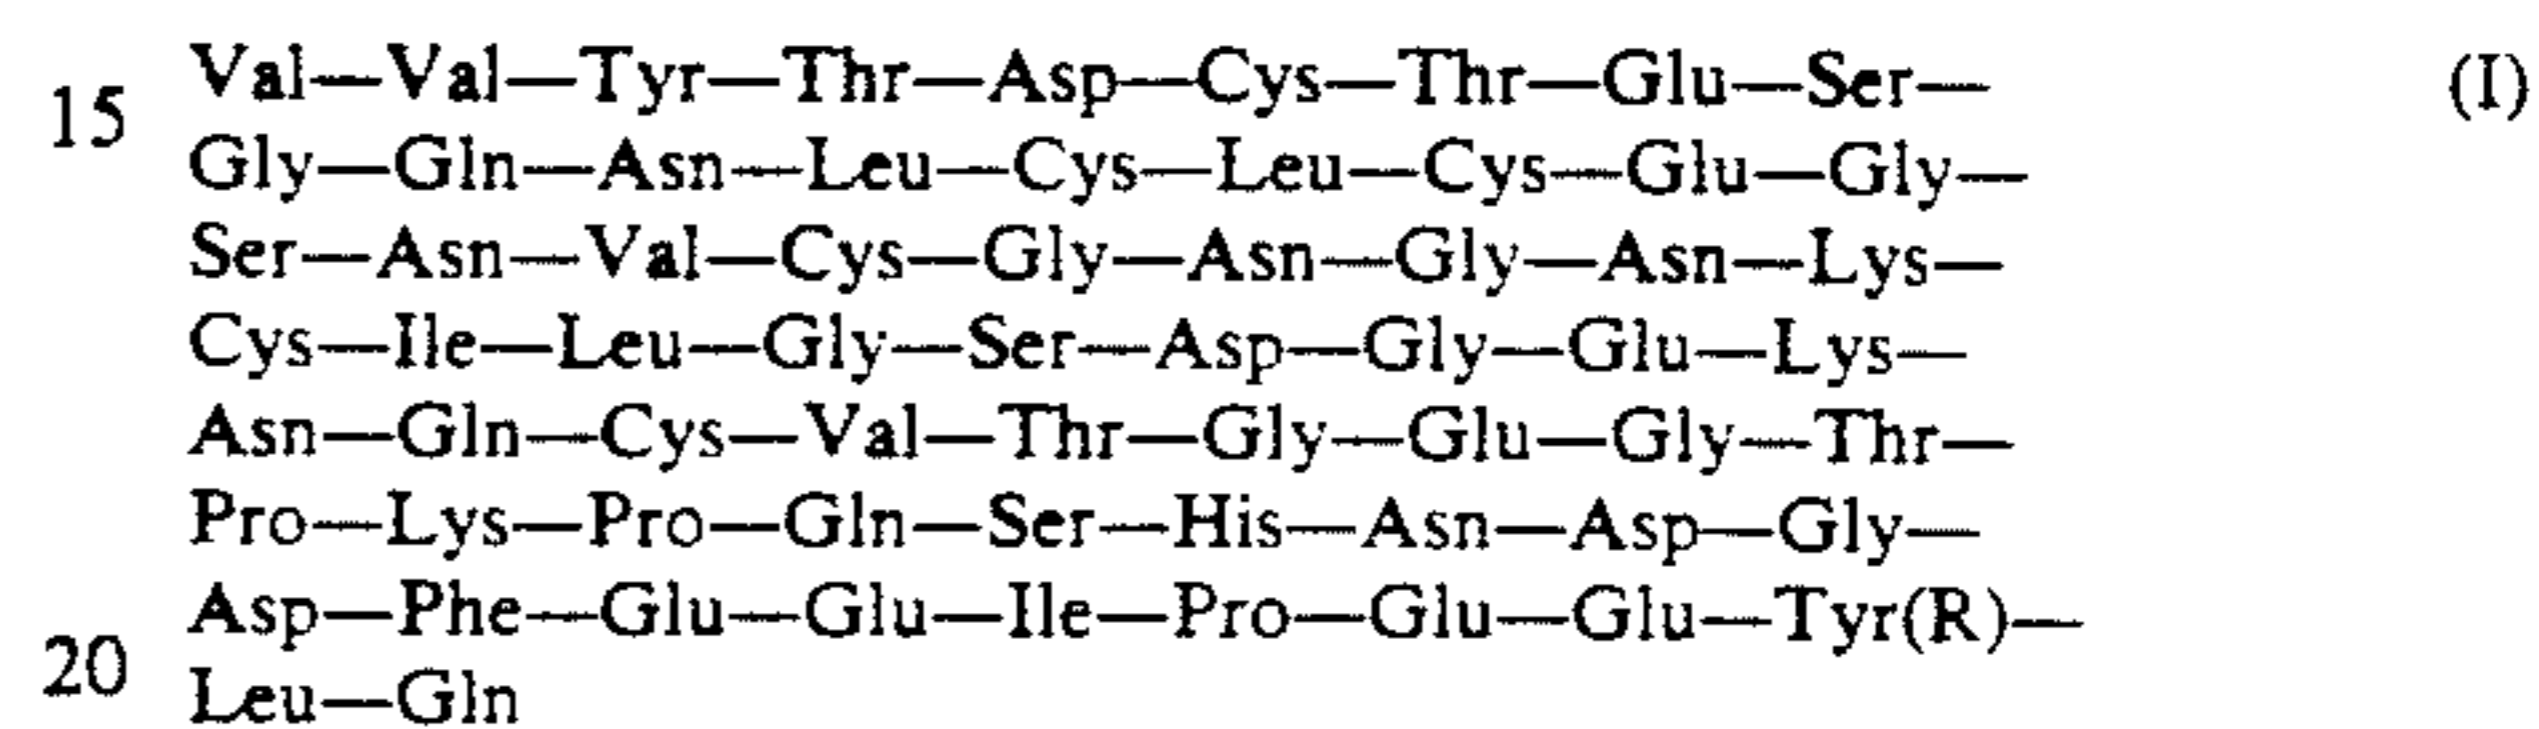 15 Val—Val—Tyr—Thr—Asp—Cys—Thr—Glu—Ser— (I)
Gly—Gln—Asn—Leu—Cys—Leu—Cys—Glu—Gly—
Ser—Asn—Val—Cys—Gly—Asn—Gly—Asn—Lys—
Cys—Ile—Leu—Gly—Ser—Asp—Gly—Glu—Lys—
Asn—Gln—Cys—Val—Thr—Gly—Glu—Gly—Thr—
Pro—Lys—Pro—Gln—Ser—His—Asn—Asp—Gly—
Asp—Phe—Glu—Glu—Ile—Pro—Glu—Glu—Tyr(R)—
20 Leu—Gln